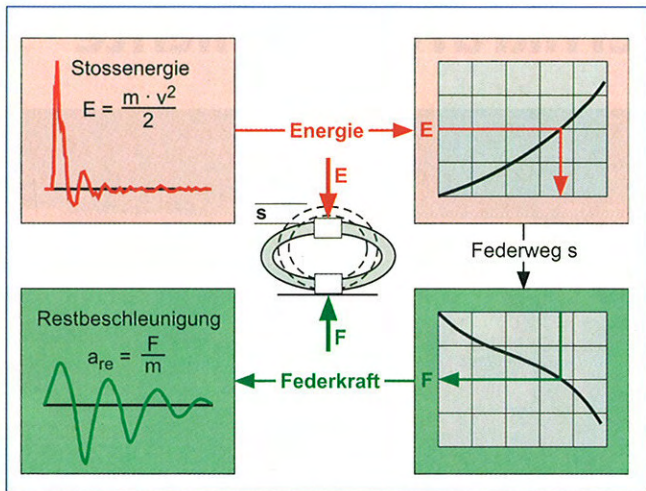 Stossenergie
E = m · v² / 2
Energie
E
E
s
Federweg s
Restbeschleunigung
a_re = F / m
F
Federkraft
F